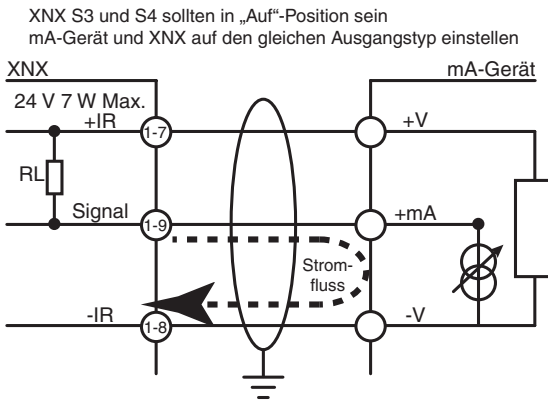 XNX S3 und S4 sollten in „Auf“-Position sein
mA-Gerät und XNX auf den gleichen Ausgangstyp einstellen
XNX
mA-Gerät
24 V 7 W Max.
+IR
1-7
+V
RL
Signal
1-9
+mA
Strom-
fluss
-IR
1-8
-V